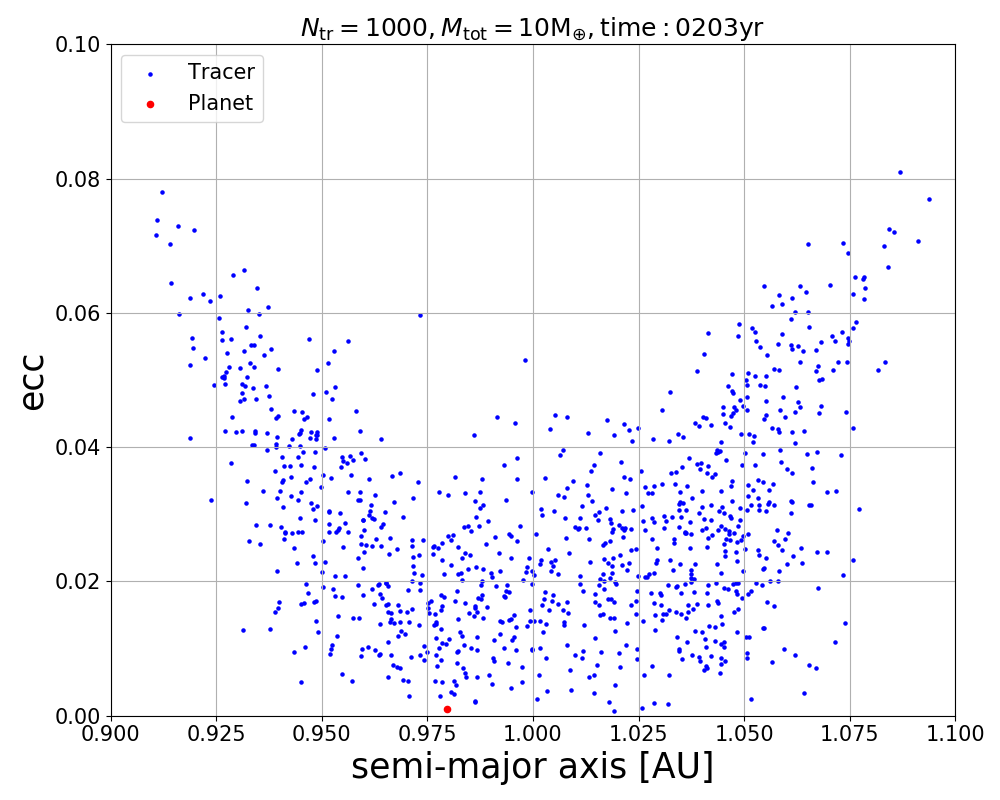 N_tr = 1000, M_tot = 10M_⊕, time : 0203yr
0.10
Tracer
Planet
0.08
0.06
0.04
0.02
0.00
ecc
0.900 0.925 0.950 0.975 1.000 1.025 1.050 1.075 1.100
semi-major axis [AU]